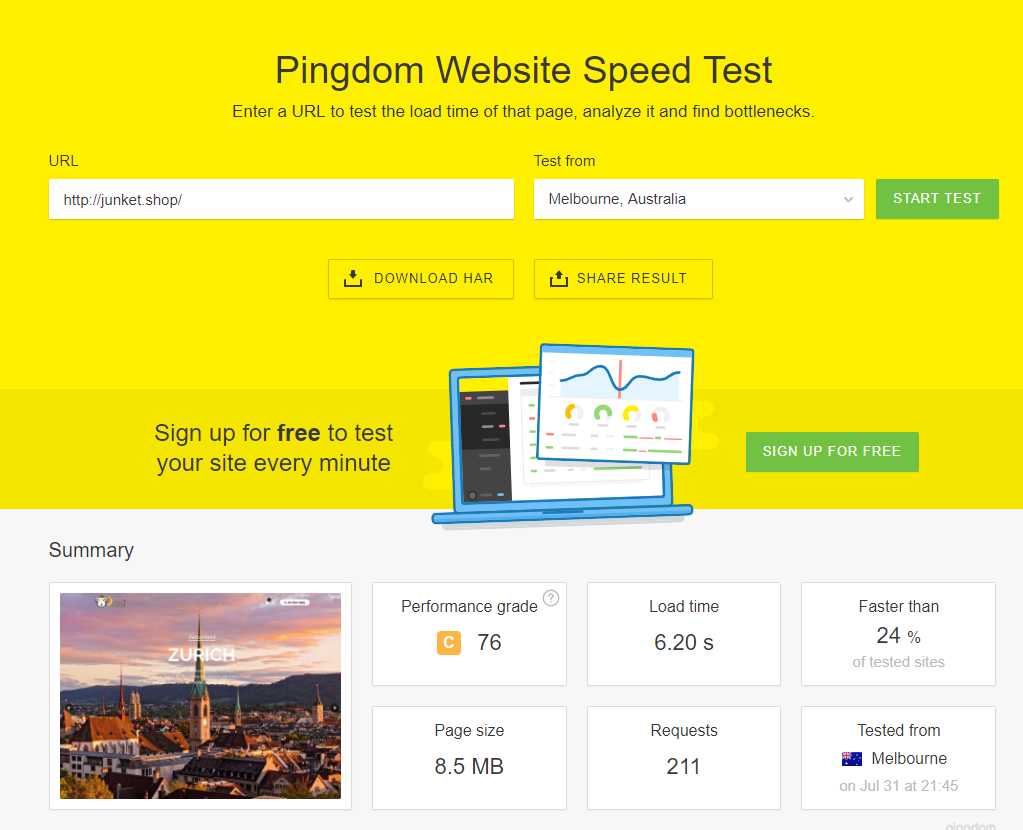 Pingdom Website Speed Test
Enter a URL to test the load time of that page, analyze it and find bottlenecks.
URL
Test from
http://junket.shop/
Melbourne, Australia
START TEST
DOWNLOAD HAR
SHARE RESULT
Sign up for free to test
your site every minute
SIGN UP FOR FREE
Summary
Switzerland
ZURICH
Performance grade
?
C 76
Load time
6.20 s
Faster than
24 %
of tested sites
Page size
8.5 MB
Requests
211
Tested from
Melbourne
on Jul 31 at 21:45
pingdom